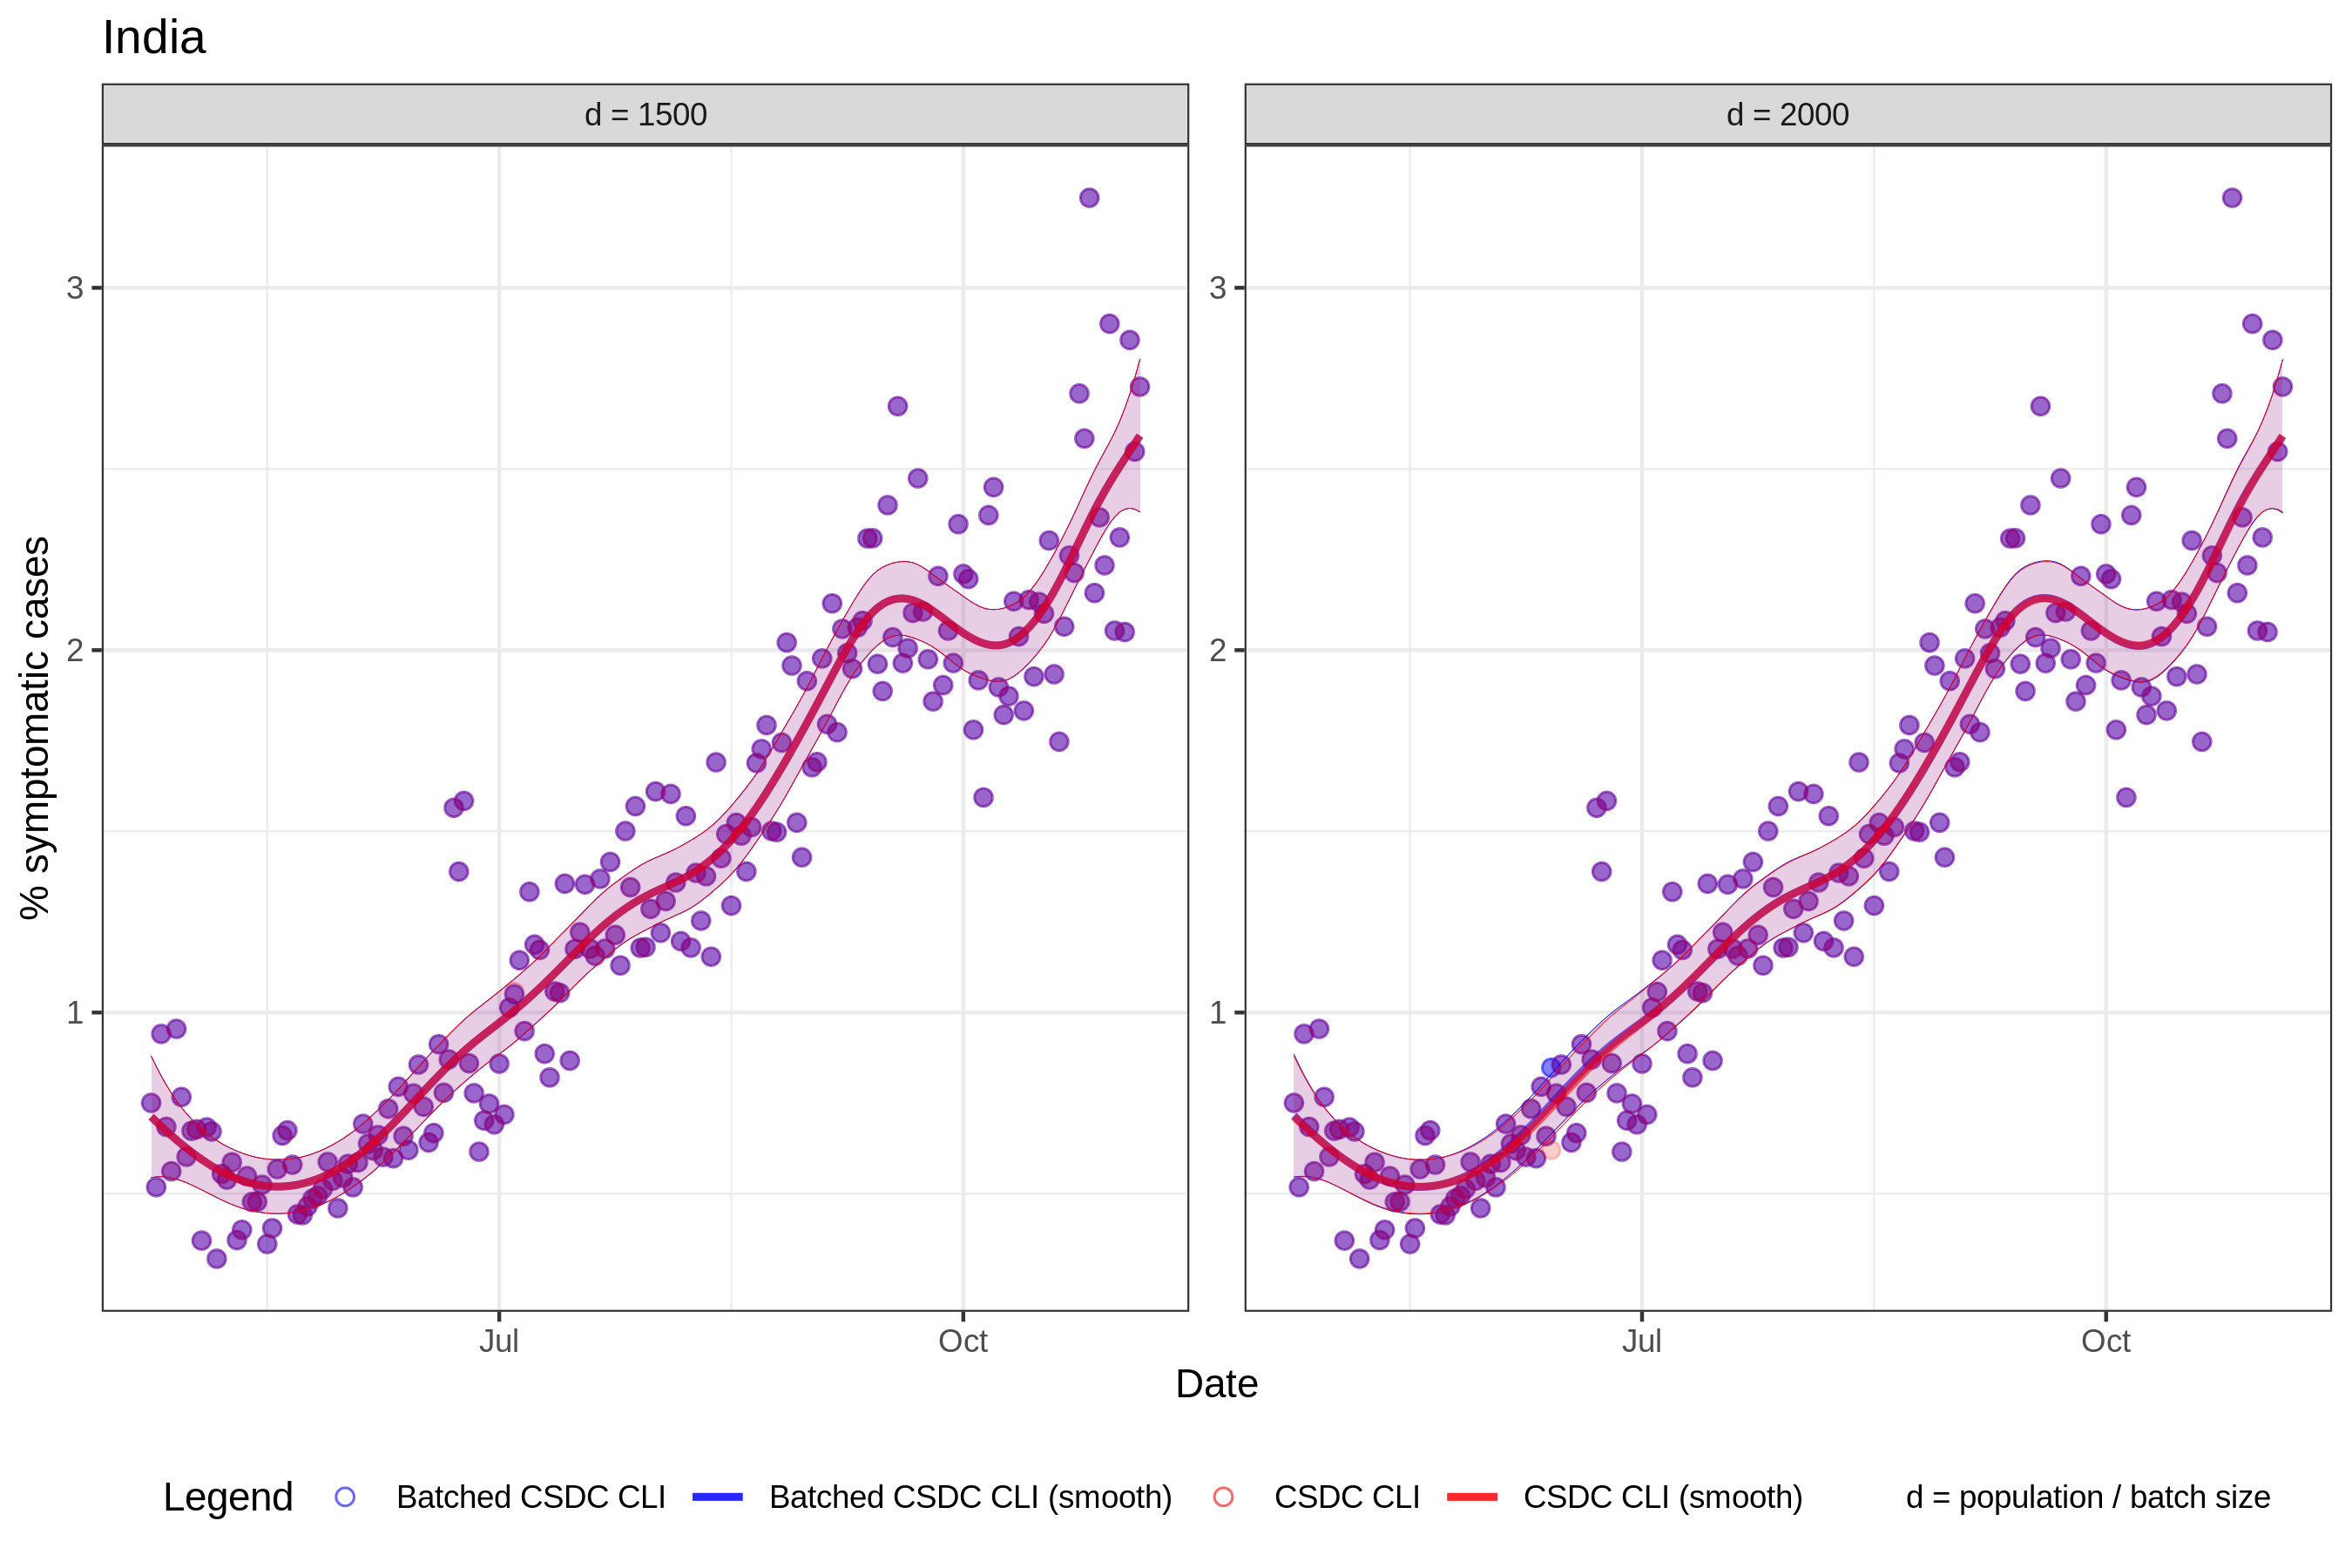 India
d = 1500
d = 2000
% symptomatic cases
3
2
1
3
2
1
Jul
Oct
Jul
Oct
Date
Legend
Batched CSDC CLI
Batched CSDC CLI (smooth)
CSDC CLI
CSDC CLI (smooth)
d = population / batch size